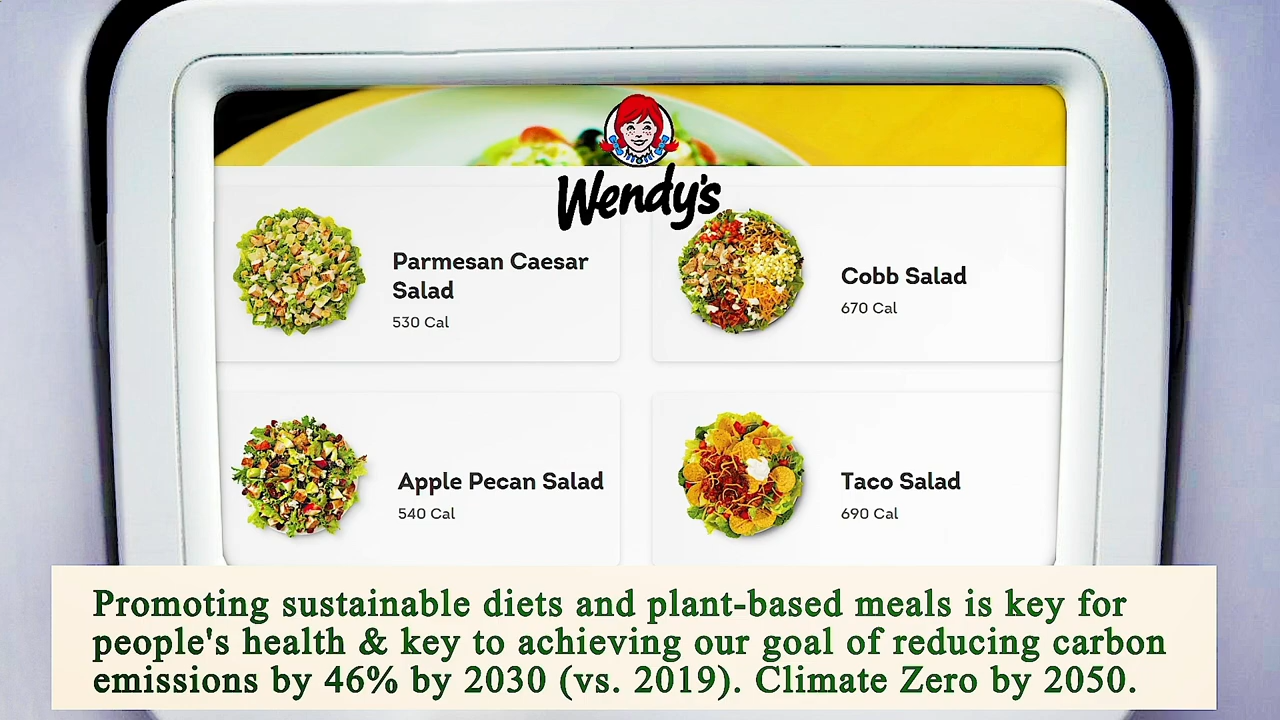 Wendy's
Parmesan Caesar
Salad
530 Cal
Cobb Salad
670 Cal
Apple Pecan Salad
540 Cal
Taco Salad
690 Cal
Promoting sustainable diets and plant-based meals is key for
people's health & key to achieving our goal of reducing carbon
emissions by 46% by 2030 (vs. 2019). Climate Zero by 2050.